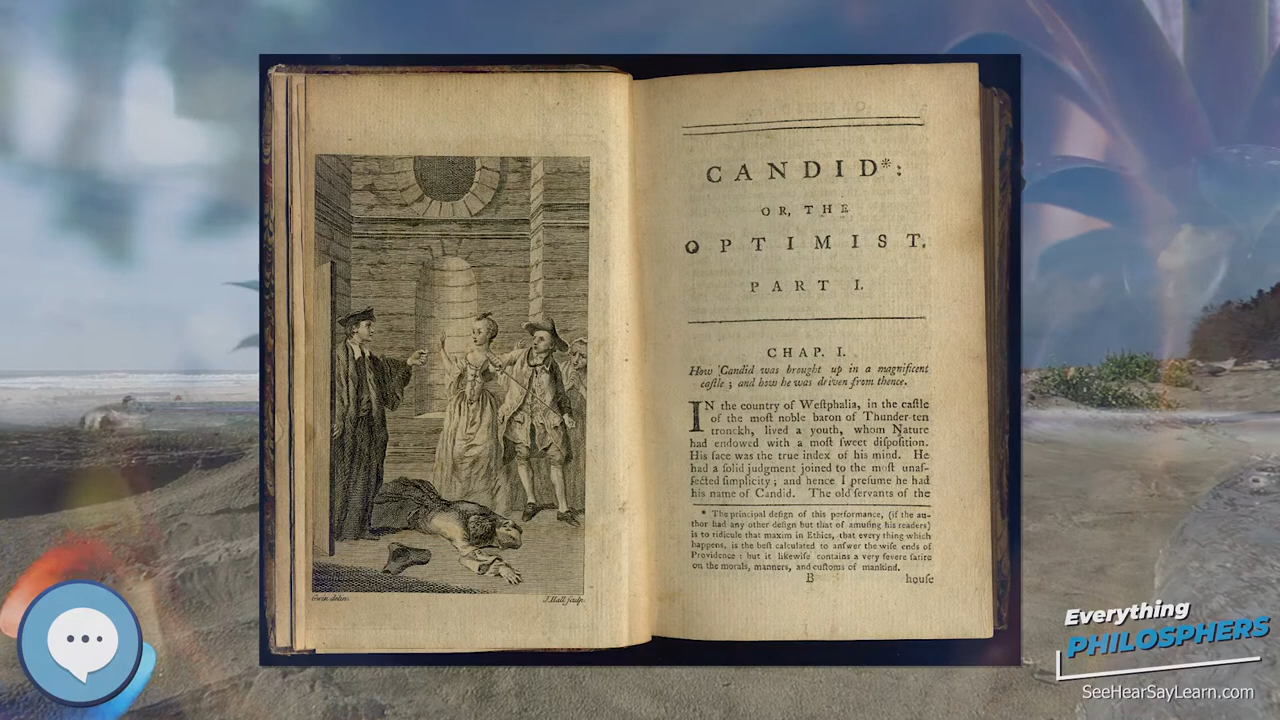 CANDID*:
OR, THE
OPTIMIST.
PART I.
CHAP. I.
How Candid was brought up in a magnificent
caſtle ; and how he was driven from thence.
IN the country of Weſtphalia, in the caſtle
of the moſt noble baron of Thunder-ten
tronckh, lived a youth, whom Nature
had endowed with a moſt ſweet diſpoſition.
His face was the true index of his mind. He
had a ſolid judgment joined to the moſt unaf-
fected ſimplicity ; and hence I preſume he had
his name of Candid. The old ſervants of the
* The principal deſign of this performance, (if the au-
thor had any other deſign but that of amuſing his readers)
is to ridicule that maxim in Ethics, that every thing which
happens, is the beſt calculated to anſwer the wiſe ends of
Providence : but it likewiſe contains a very ſevere ſatire
on the morals, manners, and cuſtoms of mankind.
B houſe
delin.
J. Hall ſculp.
Everything
PHILOSPHERS
SeeHearSayLearn.com